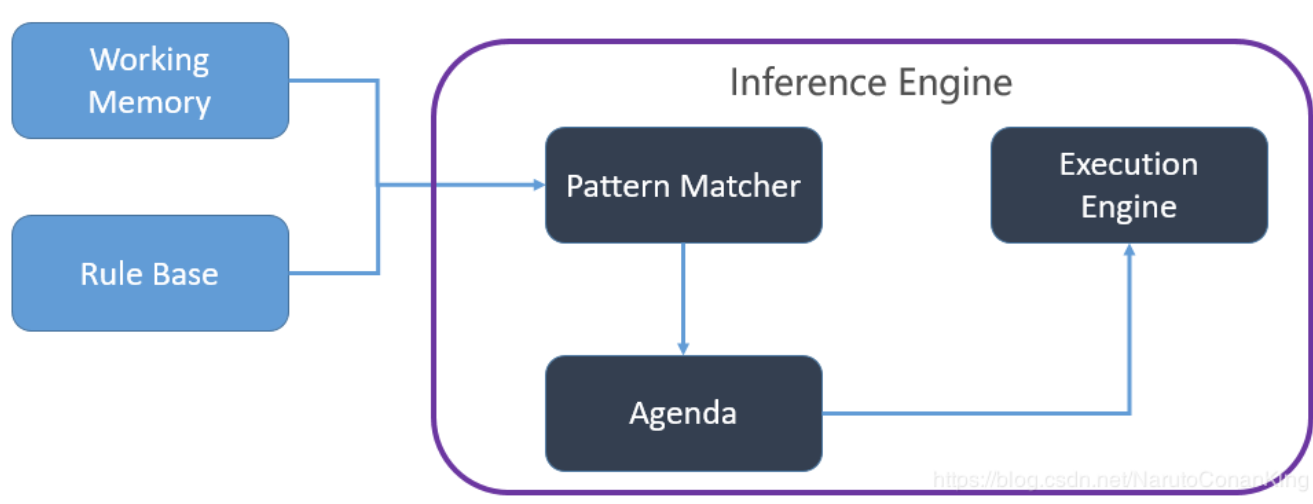 Working
Memory
Inference Engine
Pattern Matcher
Execution
Engine
Rule Base
Agenda
https://blog.csdn.net/NarutoConanKing